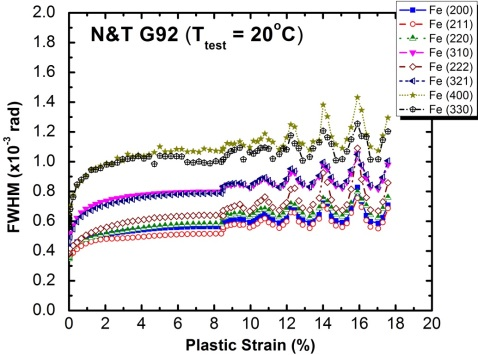 N&T G92 (Ttest = 20°C)
Fe (200)
Fe (211)
Fe (220)
Fe (310)
Fe (222)
Fe (321)
Fe (400)
Fe (330)
FWHM (x10⁻³ rad)
2.0
1.8
1.6
1.4
1.2
1.0
0.8
0.6
0.4
0.2
0.0
0 2 4 6 8 10 12 14 16 18 20
Plastic Strain (%)